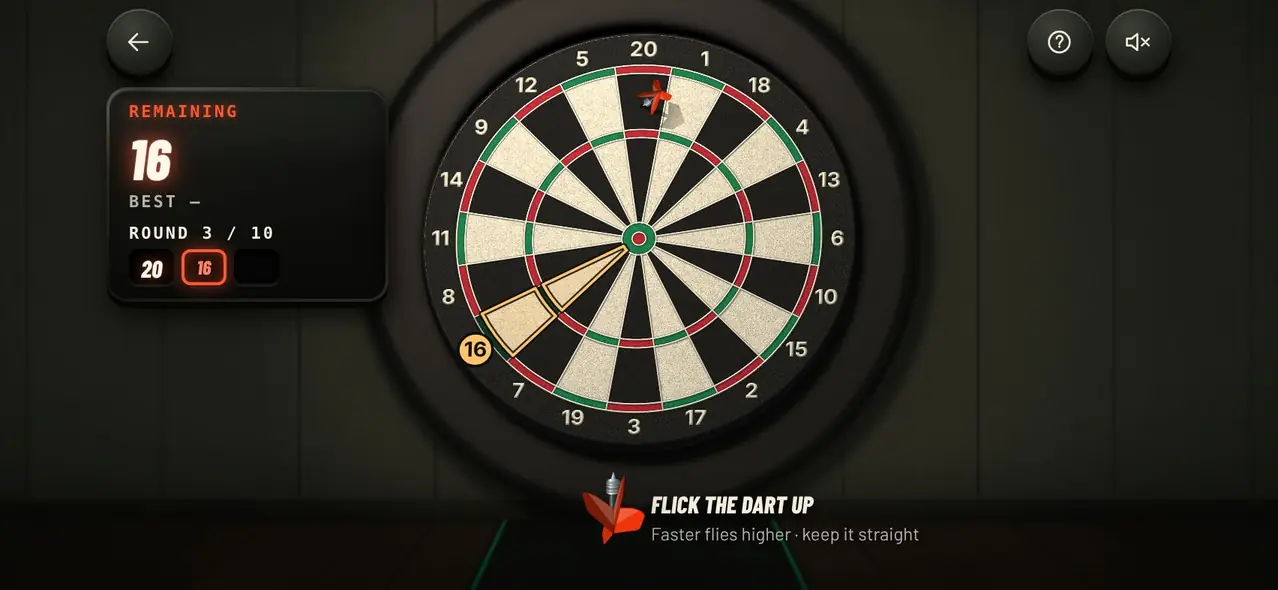 REMAINING
16
BEST –
ROUND 3 / 10
20 16
20
5 1
12 18
9 4
14 13
11 6
8 10
16 15
7 2
19 17
3
FLICK THE DART UP
Faster flies higher · keep it straight